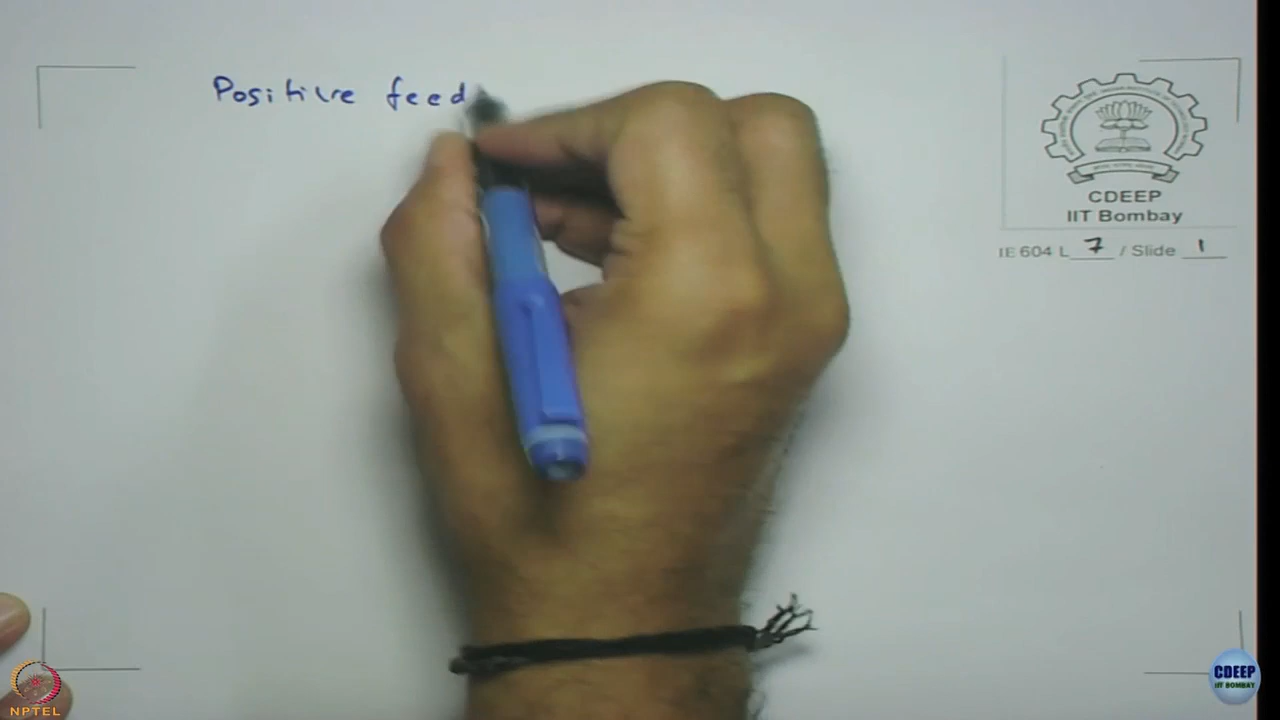 Positive feed
CDEEP
IIT Bombay
IE 604 L 7 / Slide 1
NPTEL
CDEEP
IIT BOMBAY